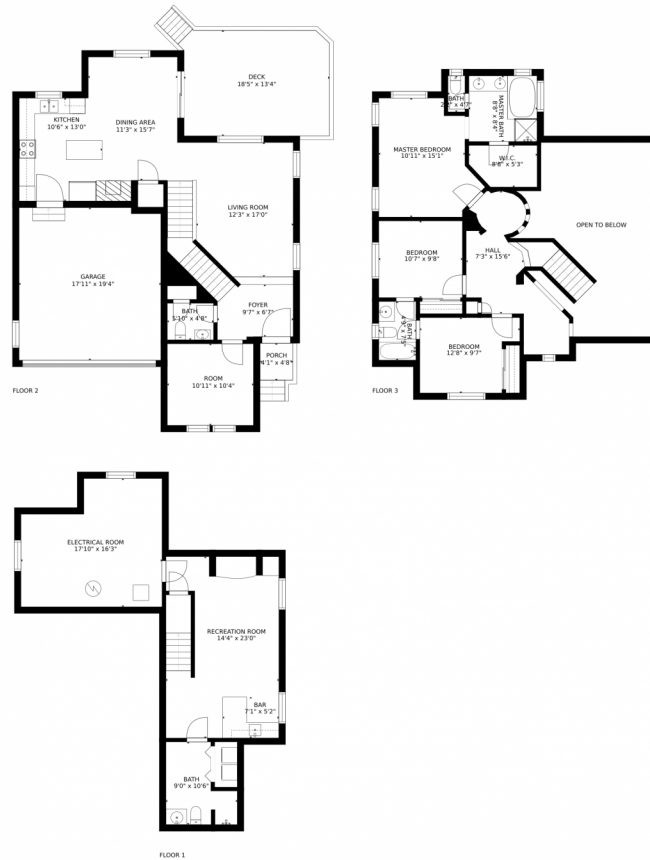 DECK
18'5" x 13'4"
KITCHEN
10'6" x 13'0"
DINING AREA
11'3" x 15'7"
LIVING ROOM
12'3" x 17'0"
GARAGE
17'11" x 19'4"
FOYER
9'7" x 6'7"
BATH
5'10" x 4'8"
PORCH
4'1" x 4'8"
ROOM
10'11" x 10'4"
FLOOR 2
BATH
MASTER BATH
8'8" x 8'4"
MASTER BEDROOM
10'11" x 15'1"
W.I.C.
8'8" x 5'3"
OPEN TO BELOW
BEDROOM
10'7" x 9'8"
HALL
7'3" x 15'6"
BATH
4'9" x 7'5"
BEDROOM
12'8" x 9'7"
FLOOR 3
ELECTRICAL ROOM
17'10" x 16'3"
RECREATION ROOM
14'4" x 23'0"
BAR
7'1" x 5'2"
BATH
9'0" x 10'6"
FLOOR 1